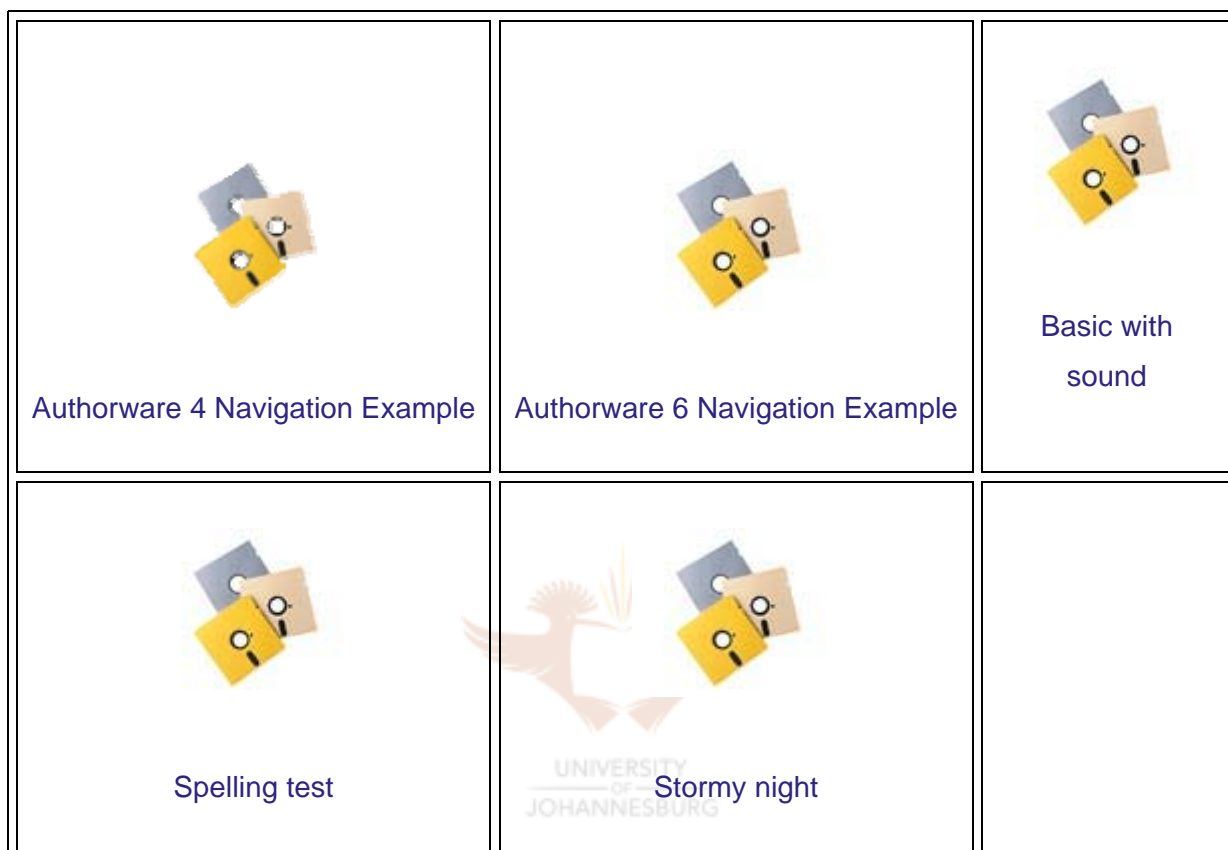 Authorware 4 Navigation Example
Authorware 6 Navigation Example
Basic with
sound
Spelling test
Stormy night
UNIVERSITY
OF
JOHANNESBURG